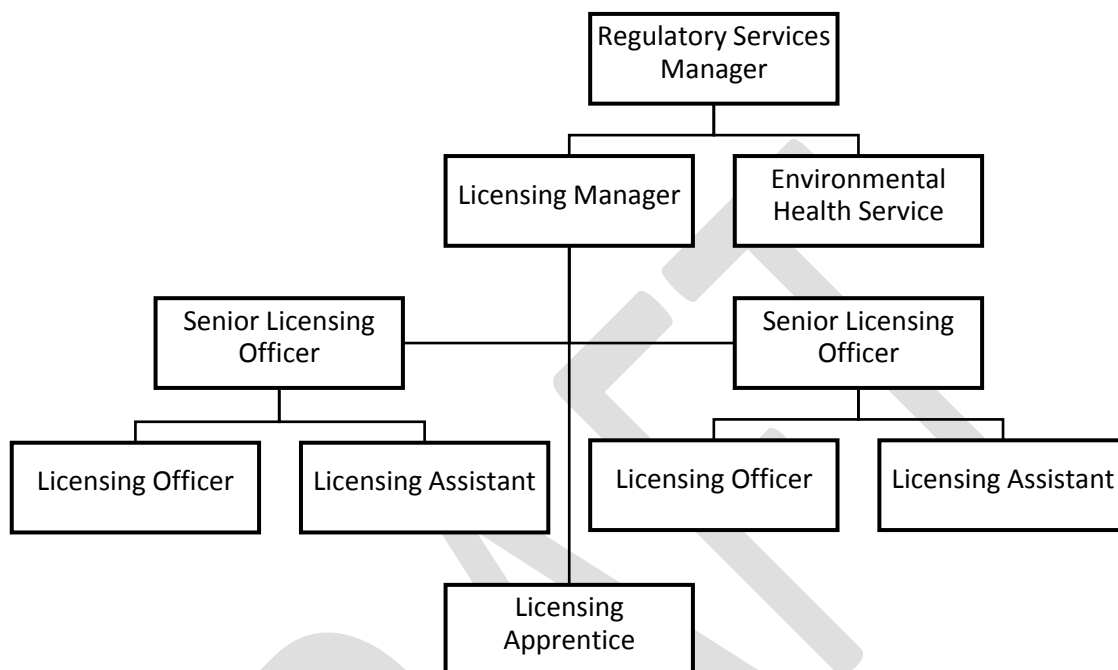 Regulatory Services
Manager
Licensing Manager
Environmental
Health Service
Senior Licensing
Officer
Senior Licensing
Officer
Licensing Officer
Licensing Assistant
Licensing Officer
Licensing Assistant
Licensing
Apprentice